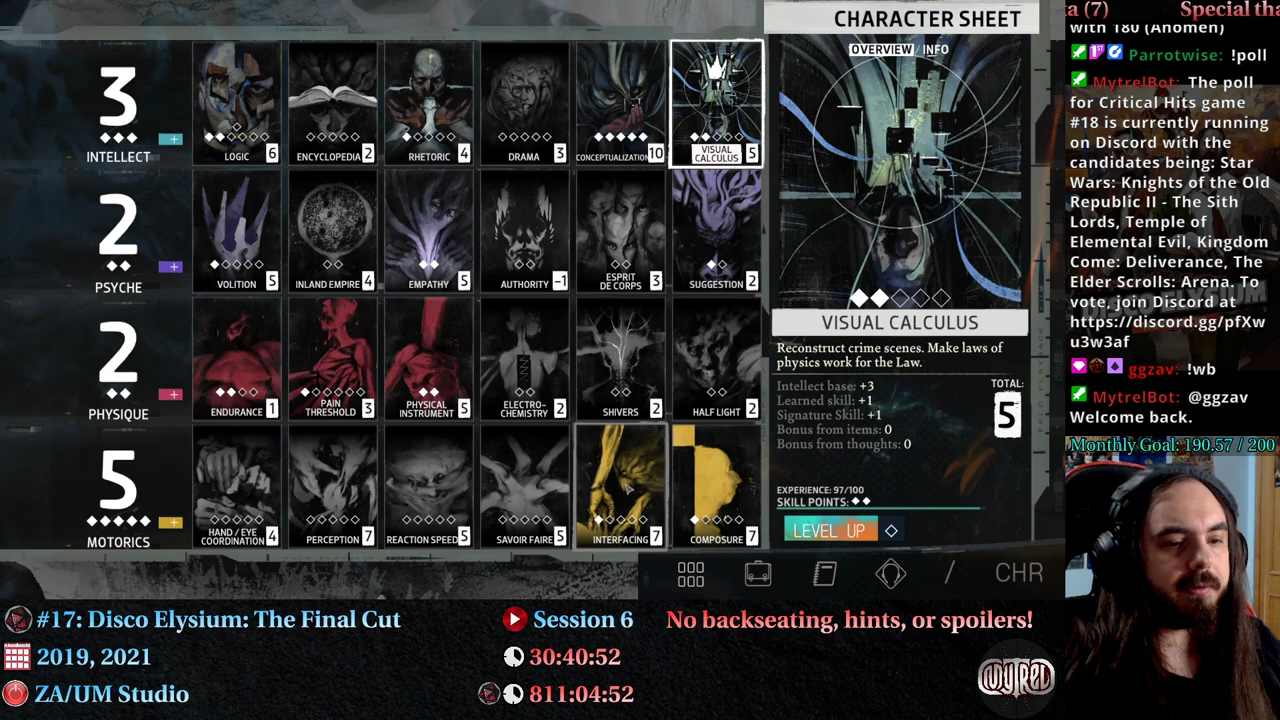 CHARACTER SHEET
OVERVIEW / INFO
3
INTELLECT
+
LOGIC 6
ENCYCLOPEDIA 2
RHETORIC 4
DRAMA 3
CONCEPTUALIZATION 10
VISUAL
CALCULUS 5
2
PSYCHE
+
VOLITION 5
INLAND EMPIRE 4
EMPATHY 5
AUTHORITY -1
ESPRIT
DE CORPS 3
SUGGESTION 2
2
PHYSIQUE
+
ENDURANCE 1
PAIN
THRESHOLD 3
PHYSICAL
INSTRUMENT 5
ELECTRO-
CHEMISTRY 2
SHIVERS 2
HALF LIGHT 2
5
MOTORICS
+
HAND / EYE
COORDINATION 4
PERCEPTION 7
REACTION SPEED 5
SAVOIR FAIRE 5
INTERFACING 7
COMPOSURE 7
VISUAL CALCULUS
Reconstruct crime scenes. Make laws of
physics work for the Law.
Intellect base: +3
Learned skill: +1
Signature Skill: +1
Bonus from items: 0
Bonus from thoughts: 0
TOTAL:
5
EXPERIENCE: 97/100
SKILL POINTS:
LEVEL UP
/ CHR
a (7) Special tha
with 180 (Anomen)
Parrotwise: !poll
MytrelBot: The poll
for Critical Hits game
#18 is currently running
on Discord with the
candidates being: Star
Wars: Knights of the Old
Republic II - The Sith
Lords, Temple of
Elemental Evil, Kingdom
Come: Deliverance, The
Elder Scrolls: Arena. To
vote, join Discord at
https://discord.gg/pfXw
u3w3af
ggzav: !wb
MytrelBot: @ggzav
Welcome back.
Monthly Goal: 190.57 / 200
#17: Disco Elysium: The Final Cut
2019, 2021
ZA/UM Studio
Session 6
30:40:52
811:04:52
No backseating, hints, or spoilers!
MYTREL